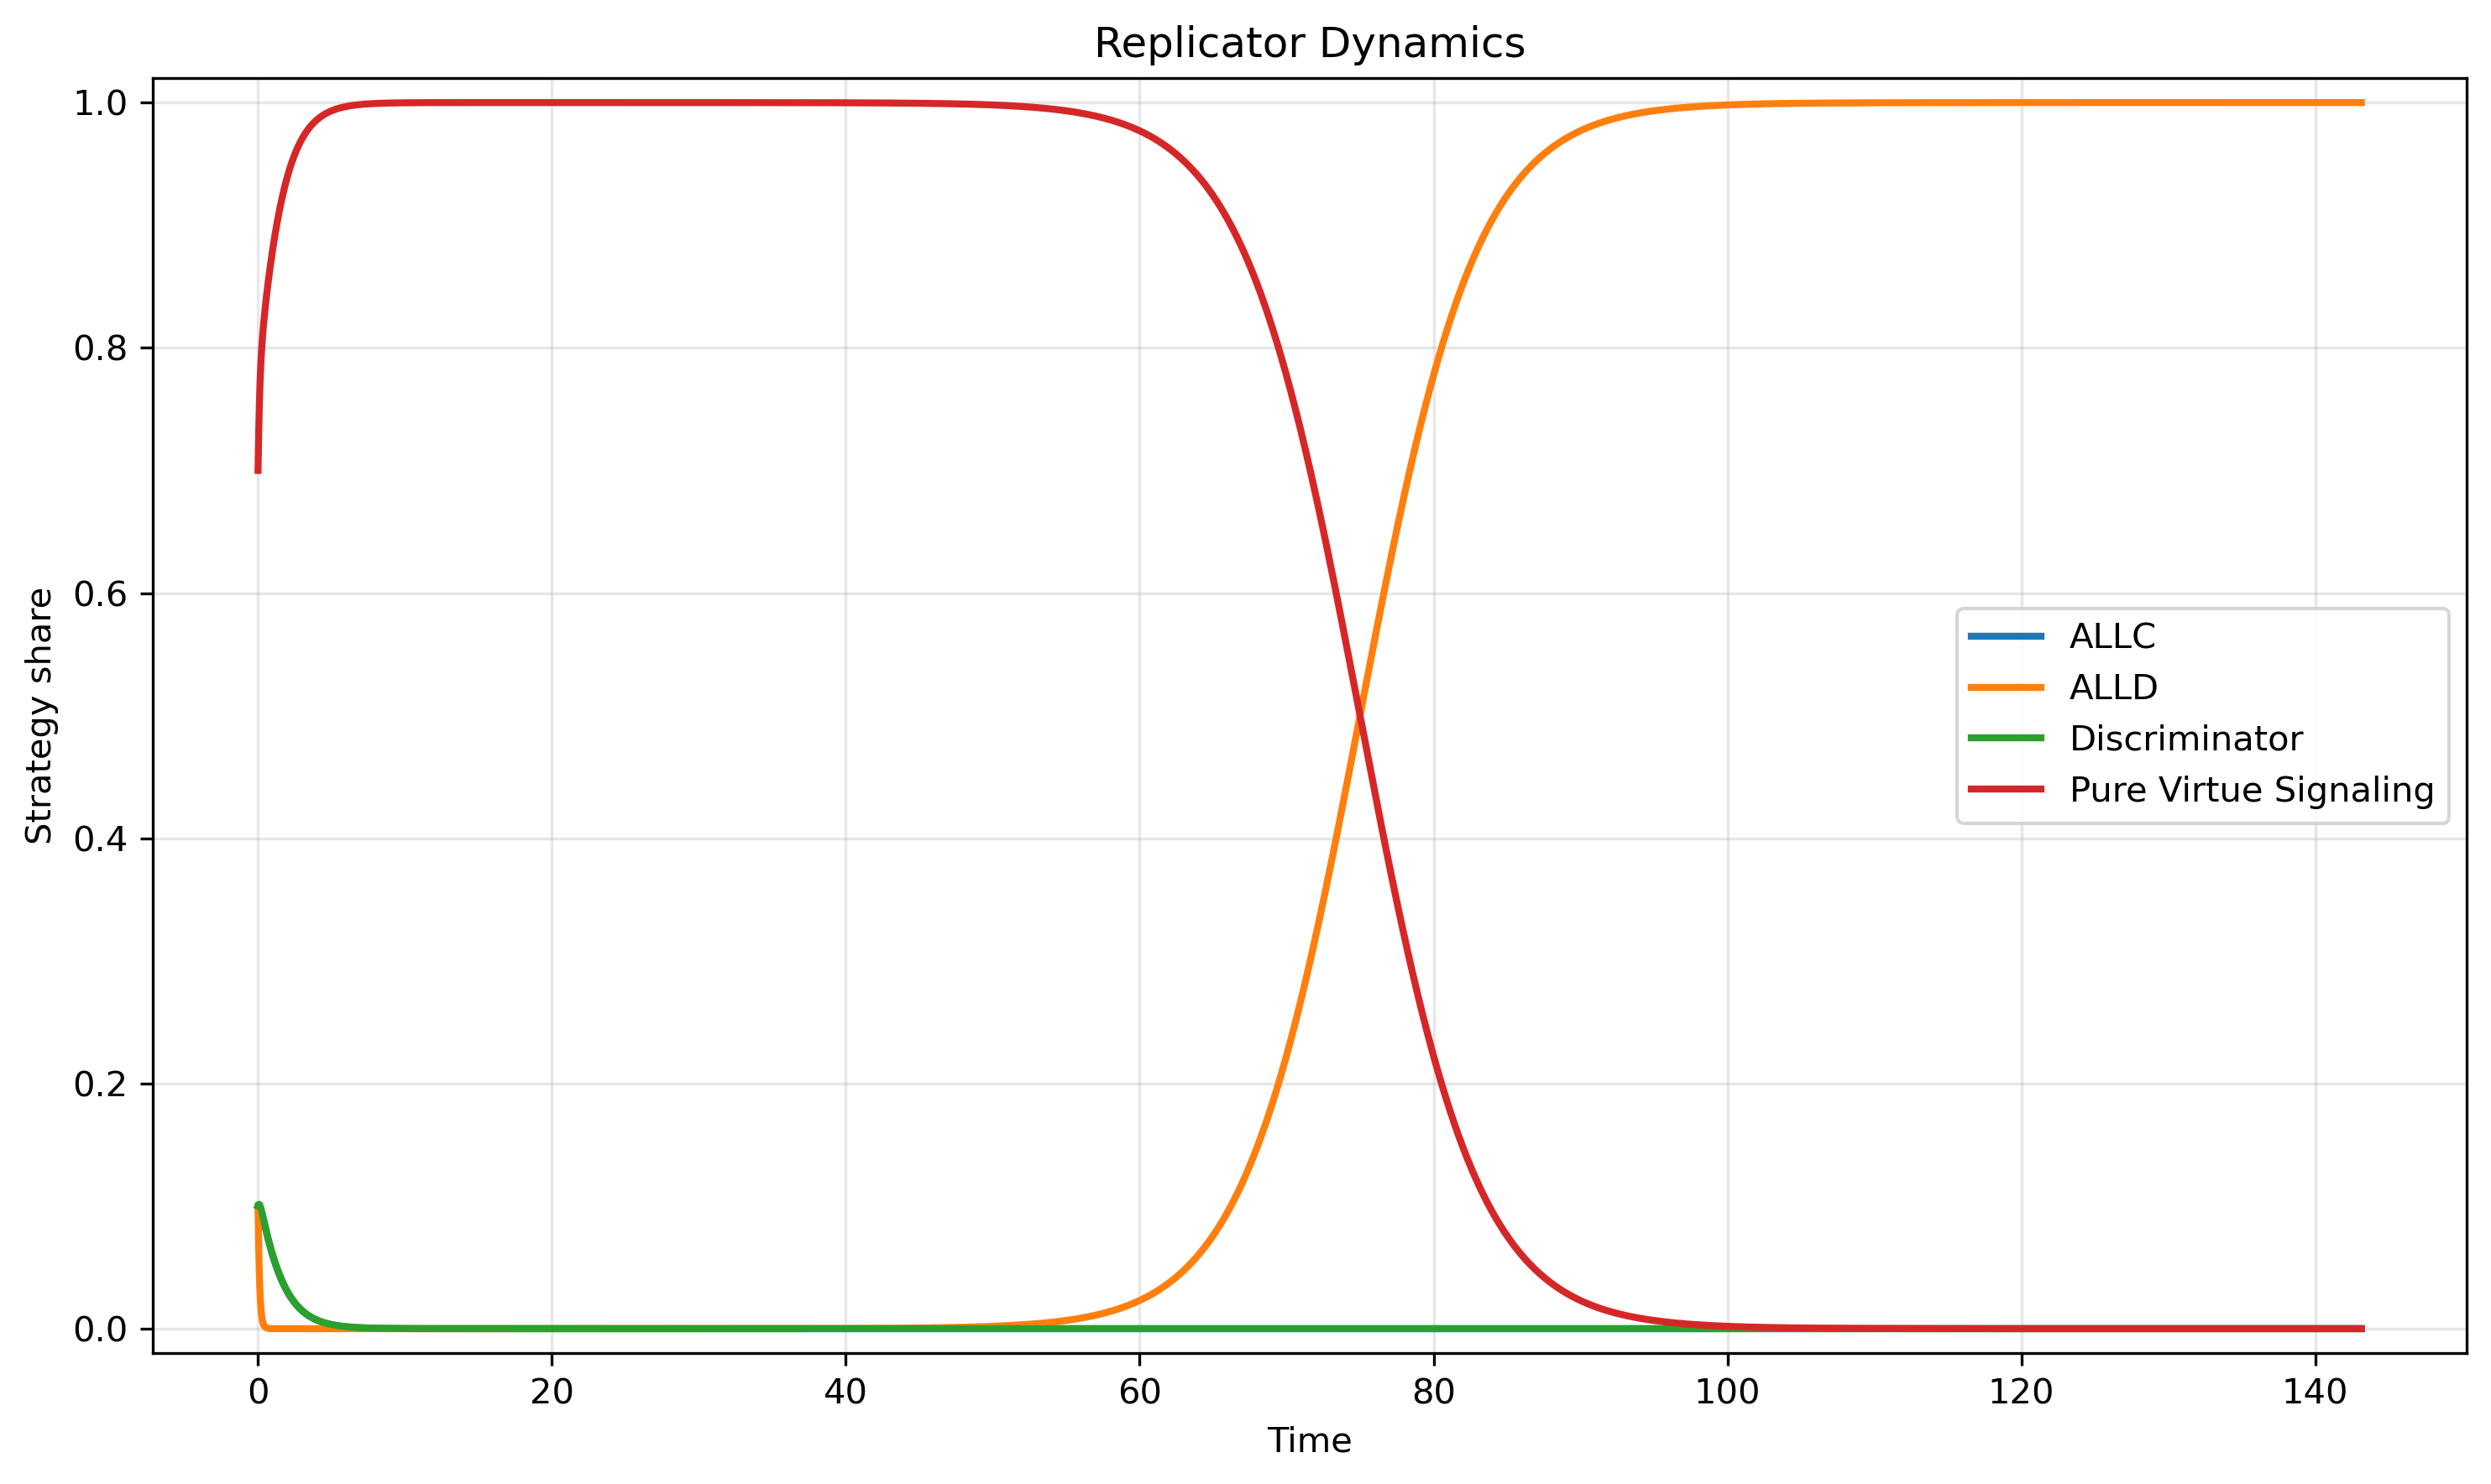 Replicator Dynamics
Strategy share
1.0
0.8
0.6
0.4
0.2
0.0
ALLC
ALLD
Discriminator
Pure Virtue Signaling
0 20 40 60 80 100 120 140
Time